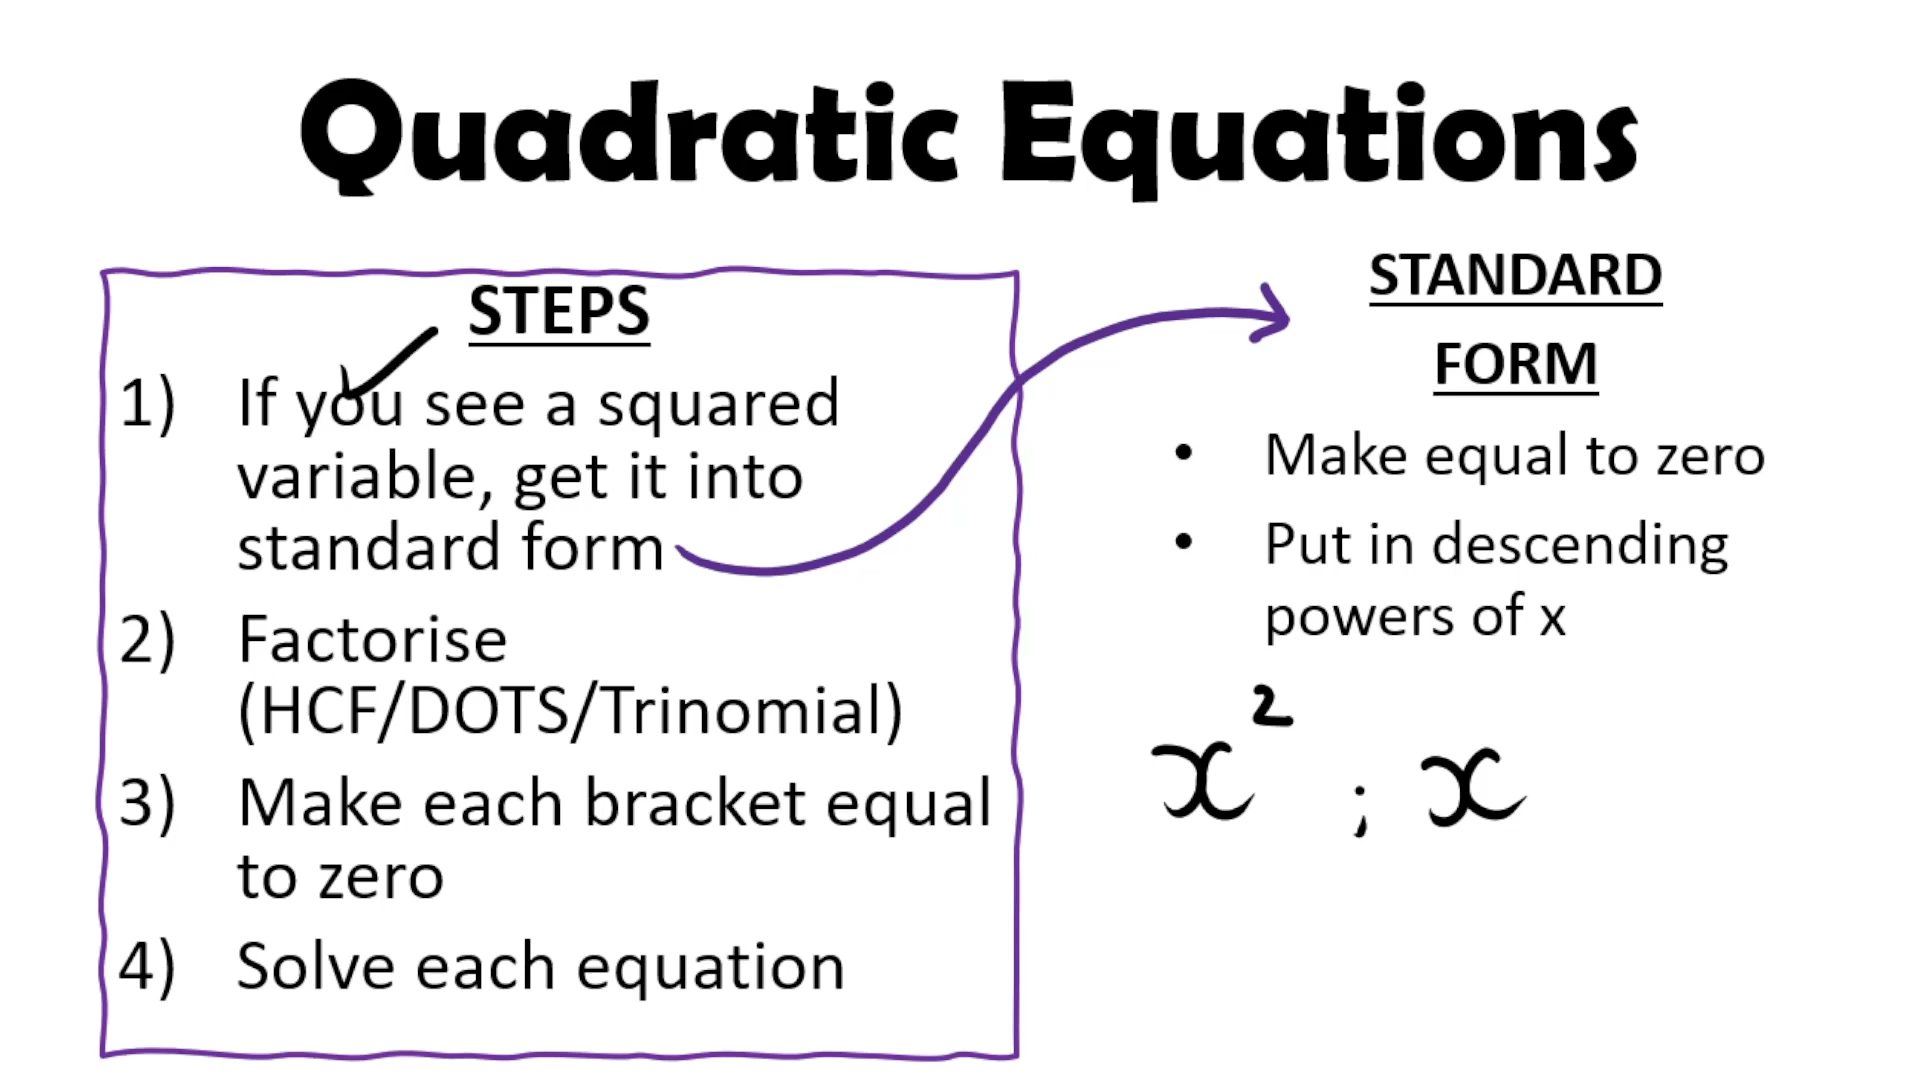 Quadratic Equations
STEPS
1) If you see a squared
variable, get it into
standard form
2) Factorise
(HCF/DOTS/Trinomial)
3) Make each bracket equal
to zero
4) Solve each equation
STANDARD
FORM
• Make equal to zero
• Put in descending
powers of x
x² ; x